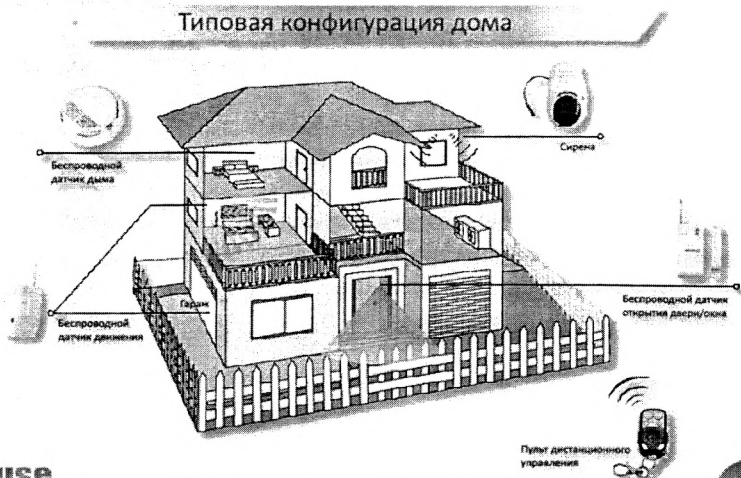 Типовая конфигурация дома
Сирена
Беспроводной
датчик дыма
Гараж
Беспроводной
датчик движения
Беспроводной датчик
открытия двери/окна
Пульт дистанционного
управления
use